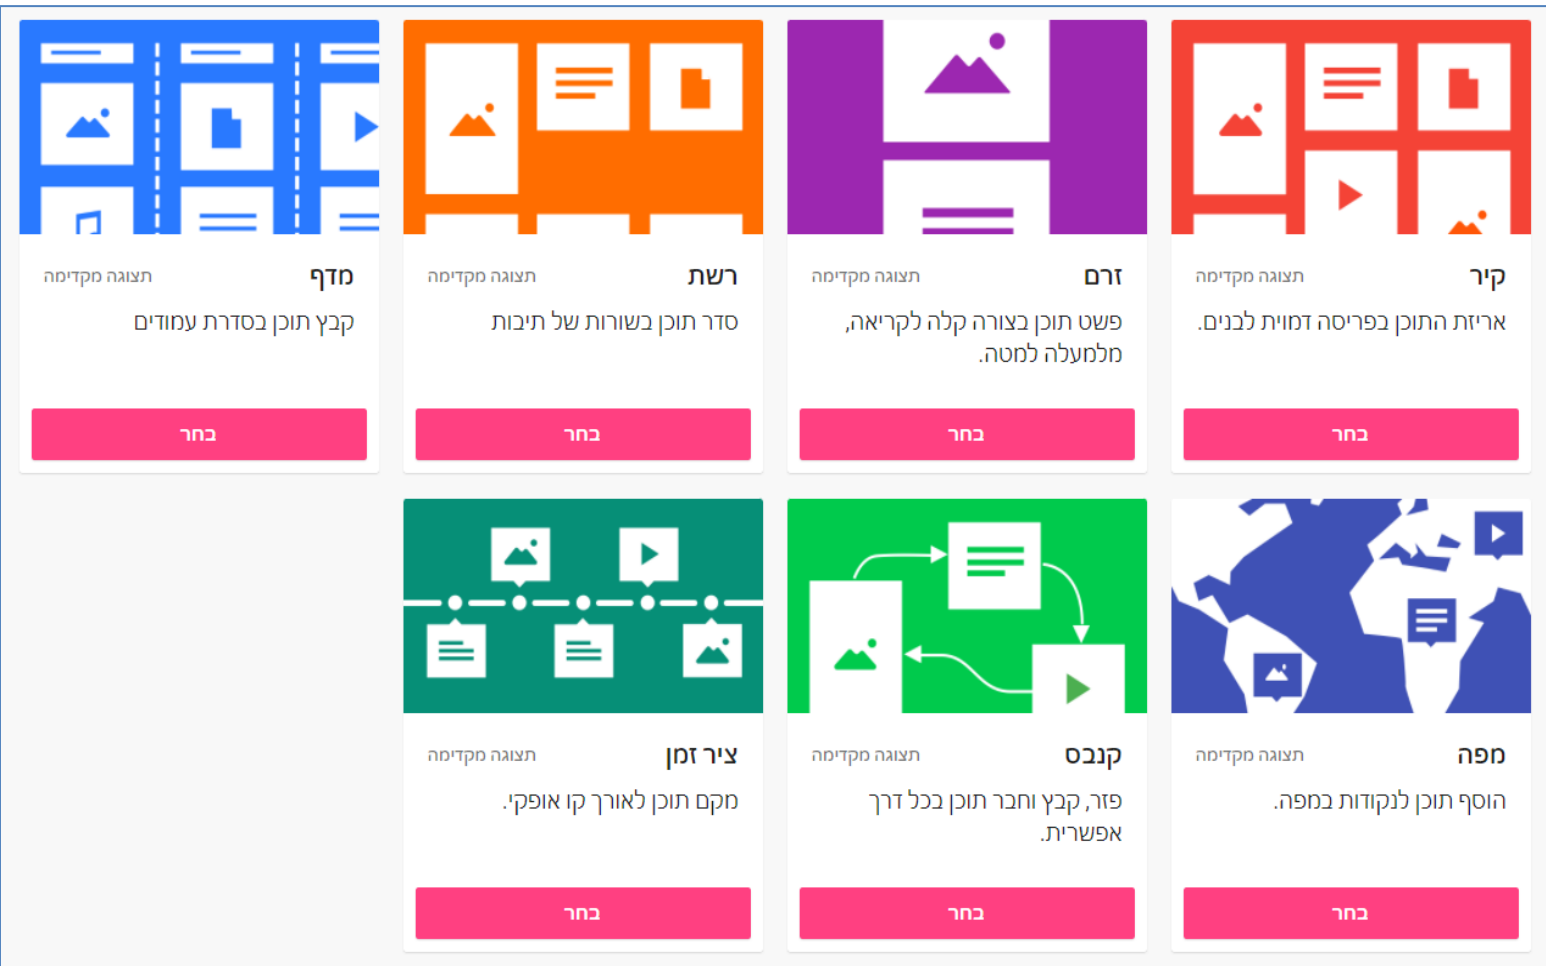 קיר
תצוגה מקדימה
אריזת התוכן בפריסה דמוית לבנים.
בחר
זרם
תצוגה מקדימה
פשט תוכן בצורה קלה לקריאה,
מלמעלה למטה.
בחר
רשת
תצוגה מקדימה
סדר תוכן בשורות של תיבות
בחר
מדף
תצוגה מקדימה
קבץ תוכן בסדרת עמודים
בחר
מפה
תצוגה מקדימה
הוסף תוכן לנקודות במפה.
בחר
קנבס
תצוגה מקדימה
פזר, קבץ וחבר תוכן בכל דרך
אפשרית.
בחר
ציר זמן
תצוגה מקדימה
מקם תוכן לאורך קו אופקי.
בחר